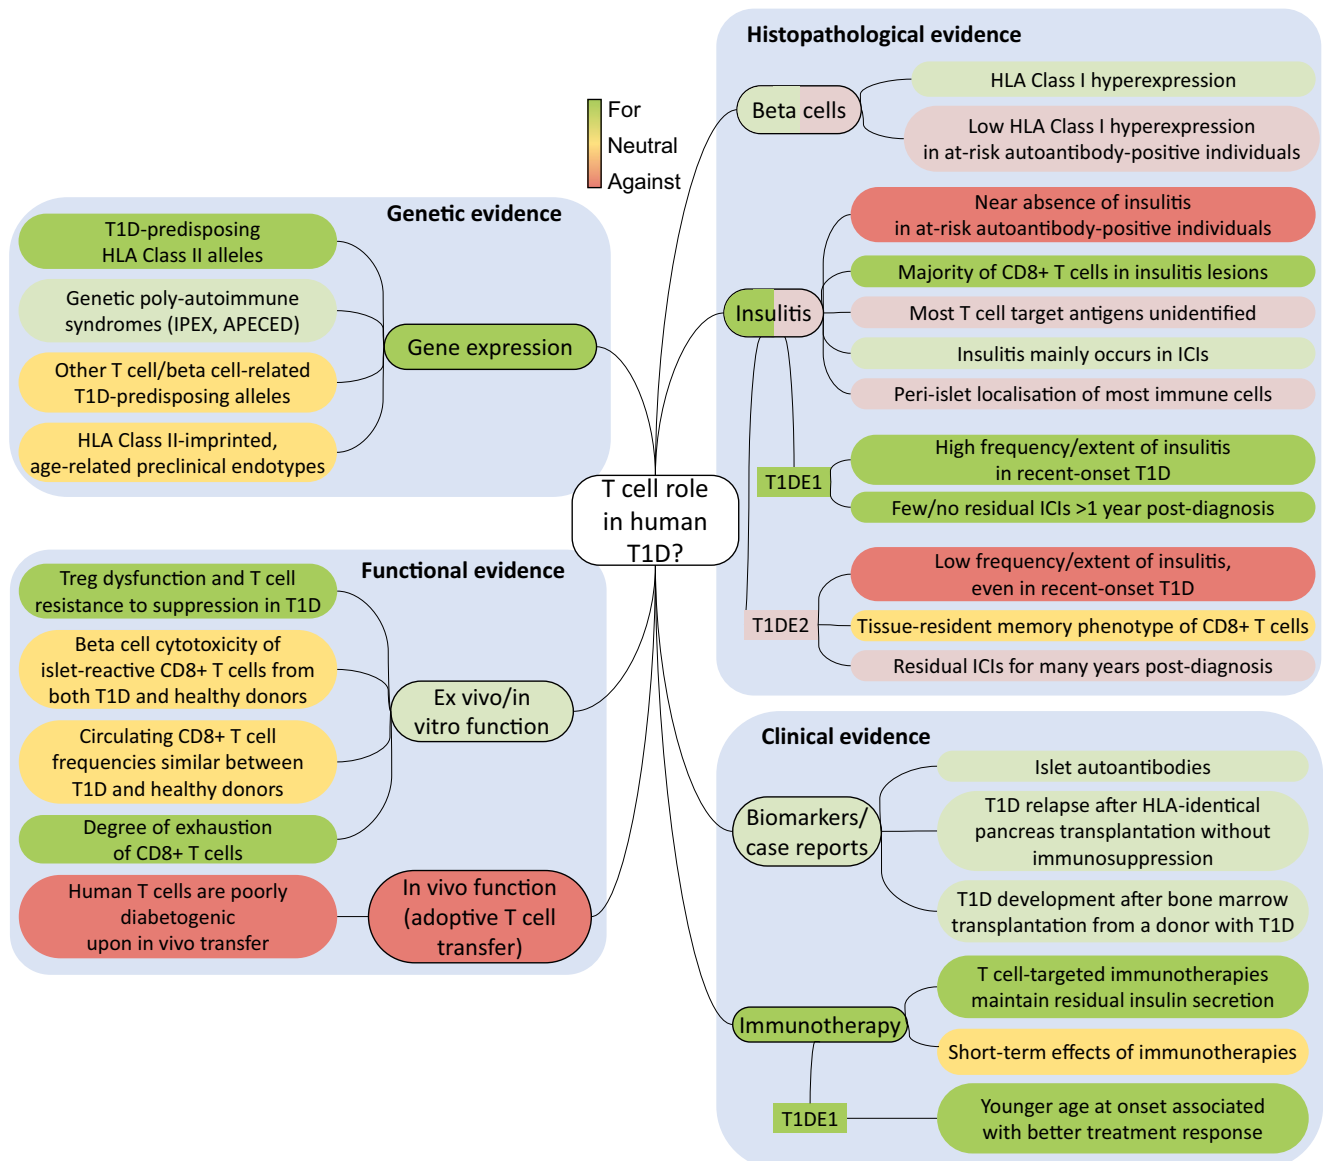 Histopathological evidence
Beta cells
HLA Class I hyperexpression
Low HLA Class I hyperexpression
in at-risk autoantibody-positive individuals
For
Neutral
Against
Insulitis
Near absence of insulitis
in at-risk autoantibody-positive individuals
Majority of CD8+ T cells in insulitis lesions
Most T cell target antigens unidentified
Insulitis mainly occurs in ICIs
Peri-islet localisation of most immune cells
T1DE1
High frequency/extent of insulitis
in recent-onset T1D
Few/no residual ICIs >1 year post-diagnosis
T1DE2
Low frequency/extent of insulitis,
even in recent-onset T1D
Tissue-resident memory phenotype of CD8+ T cells
Residual ICIs for many years post-diagnosis
Genetic evidence
T1D-predisposing
HLA Class II alleles
Genetic poly-autoimmune
syndromes (IPEX, APECED)
Other T cell/beta cell-related
T1D-predisposing alleles
HLA Class II-imprinted,
age-related preclinical endotypes
Gene expression
T cell role
in human
T1D?
Functional evidence
Treg dysfunction and T cell
resistance to suppression in T1D
Beta cell cytotoxicity of
islet-reactive CD8+ T cells from
both T1D and healthy donors
Circulating CD8+ T cell
frequencies similar between
T1D and healthy donors
Degree of exhaustion
of CD8+ T cells
Ex vivo/in
vitro function
Human T cells are poorly
diabetogenic
upon in vivo transfer
In vivo function
(adoptive T cell
transfer)
Clinical evidence
Biomarkers/
case reports
Islet autoantibodies
T1D relapse after HLA-identical
pancreas transplantation without
immunosuppression
T1D development after bone marrow
transplantation from a donor with T1D
Immunotherapy
T cell-targeted immunotherapies
maintain residual insulin secretion
Short-term effects of immunotherapies
T1DE1
Younger age at onset associated
with better treatment response